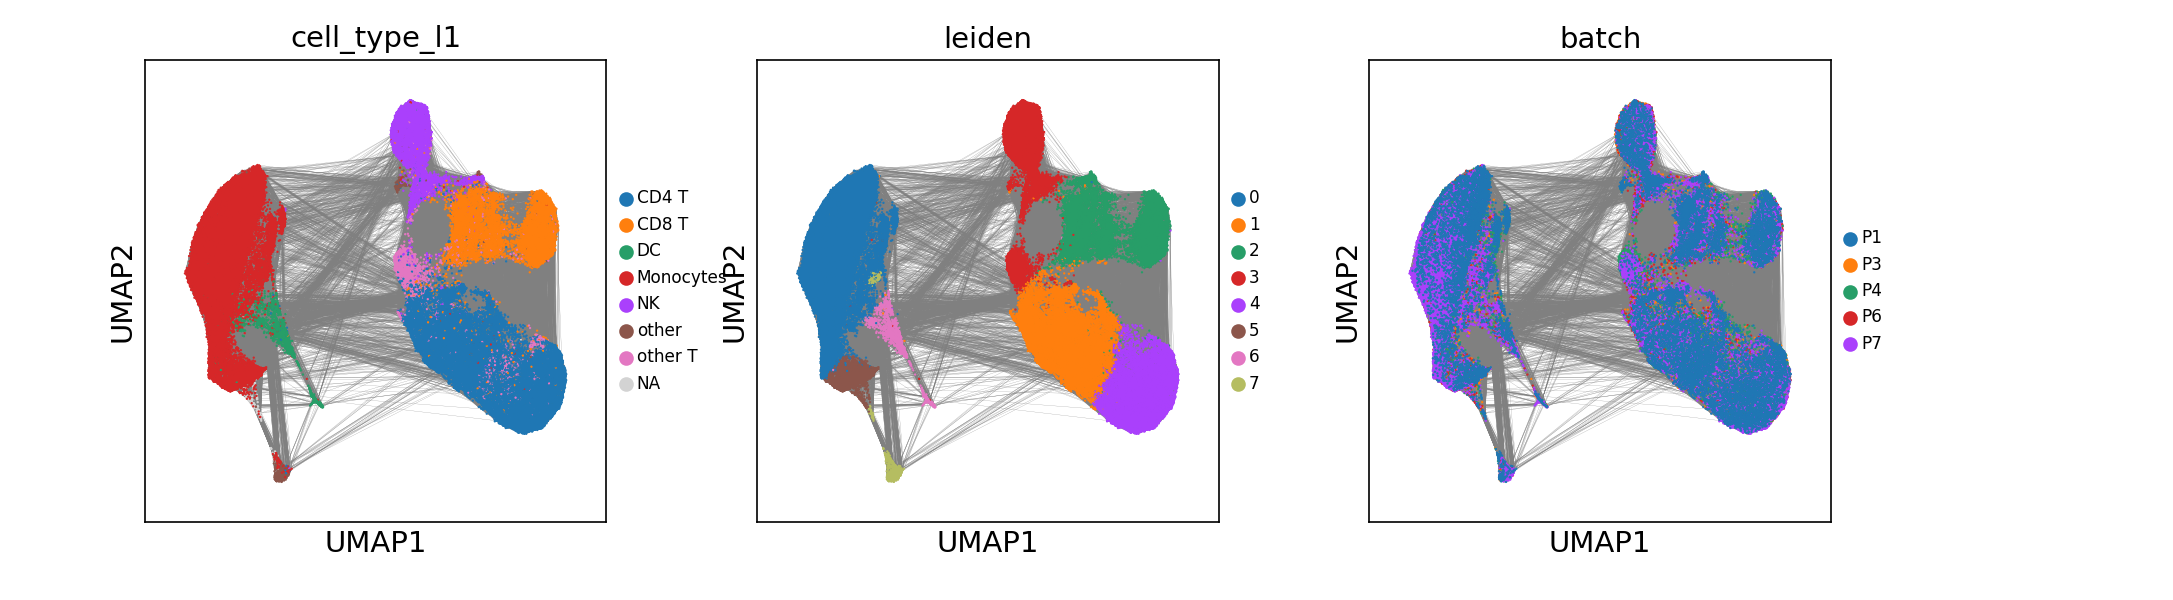 cell_type_l1
UMAP2
UMAP1
CD4 T
CD8 T
DC
Monocytes
NK
other
other T
NA
leiden
UMAP2
UMAP1
0
1
2
3
4
5
6
7
batch
UMAP2
UMAP1
P1
P3
P4
P6
P7